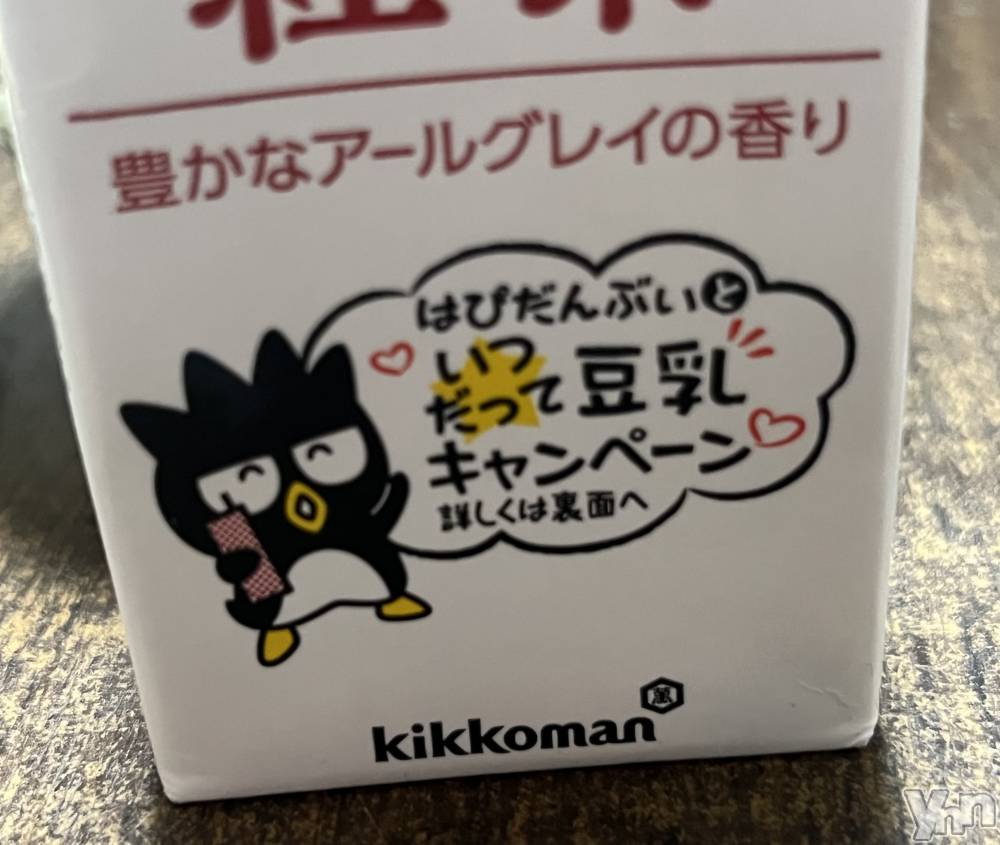 豊かなアールグレイの香り
はぴだんぶいと
いつ
だって豆乳
キャンペーン
詳しくは裏面へ
kikkoman
萬